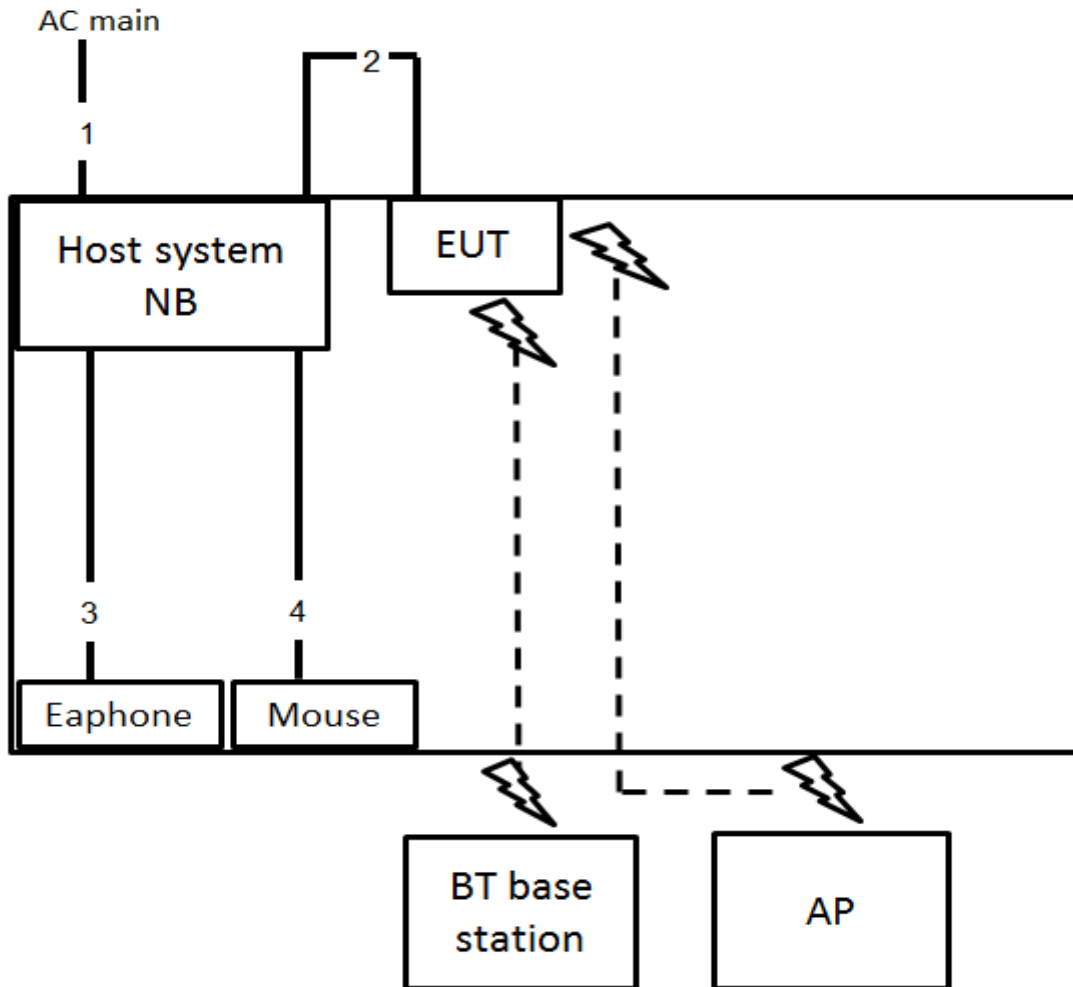 AC main
2
1
Host system
NB
EUT
3
4
Eaphone
Mouse
BT base
station
AP